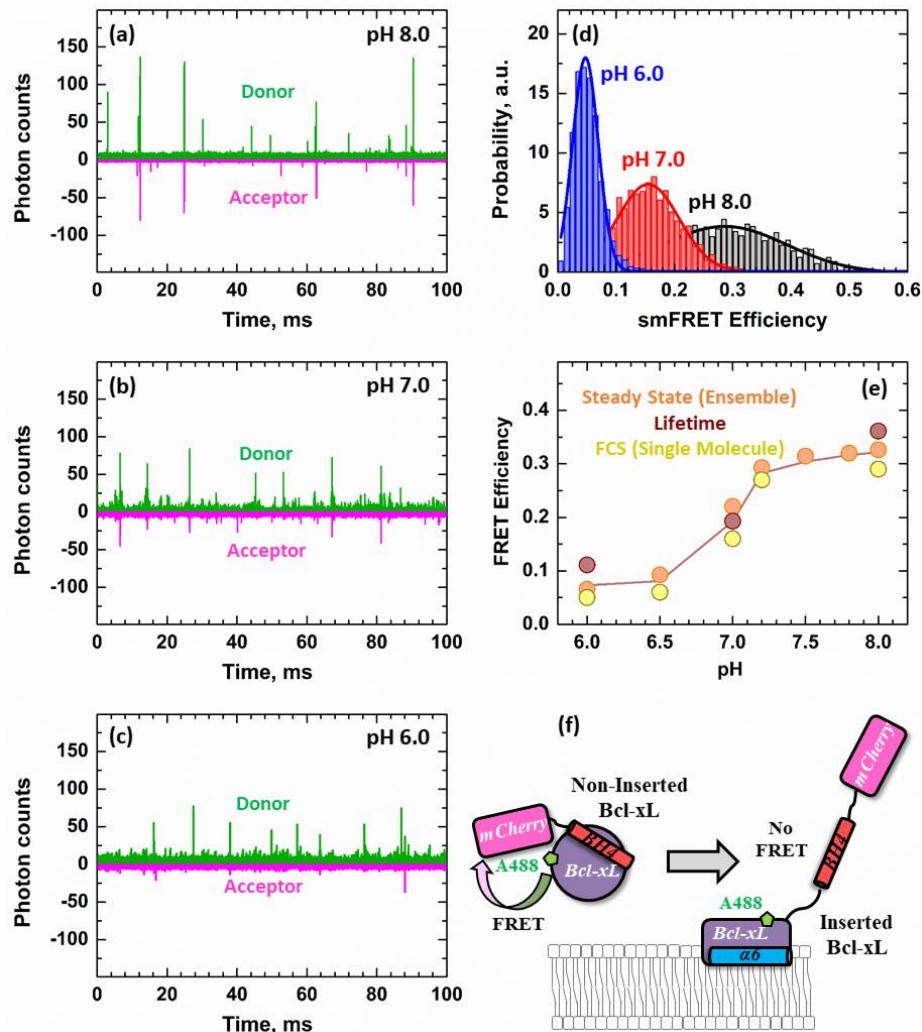 (a)
pH 8.0
Donor
Acceptor
Photon counts
150
100
50
0
-50
-100
0 20 40 60 80 100
Time, ms
(d)
pH 6.0
pH 7.0
pH 8.0
Probability, a.u.
20
15
10
5
0
0.0 0.1 0.2 0.3 0.4 0.5 0.6
smFRET Efficiency
(b)
pH 7.0
Donor
Acceptor
Photon counts
150
100
50
0
-50
-100
0 20 40 60 80 100
Time, ms
(e)
Steady State (Ensemble)
Lifetime
FCS (Single Molecule)
FRET Efficiency
0.4
0.3
0.2
0.1
0.0
6.0 6.5 7.0 7.5 8.0
pH
(c)
pH 6.0
Donor
Acceptor
Photon counts
150
100
50
0
-50
-100
0 20 40 60 80 100
Time, ms
(f)
Non-Inserted
Bcl-xL
mCherry
BH4
A488
Bcl-xL
FRET
No
FRET
mCherry
BH4
A488
Bcl-xL
α6
Inserted
Bcl-xL